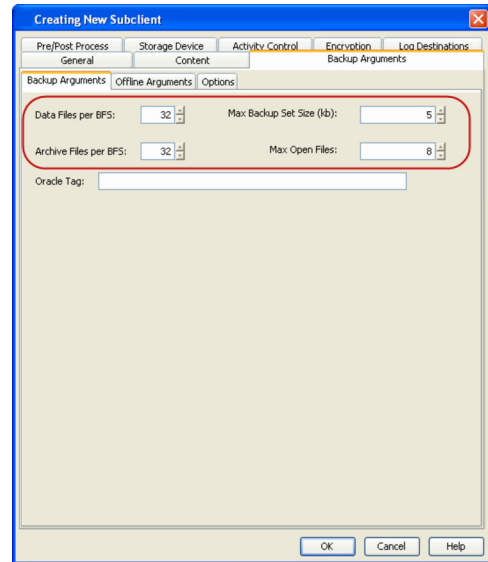 Creating New Subclient
Pre/Post Process Storage Device Activity Control Encryption Log Destinations
General Content Backup Arguments
Backup Arguments Offline Arguments Options
Data Files per BFS: 32 Max Backup Set Size (kb): 5
Archive Files per BFS: 32 Max Open Files: 8
Oracle Tag:
OK Cancel Help